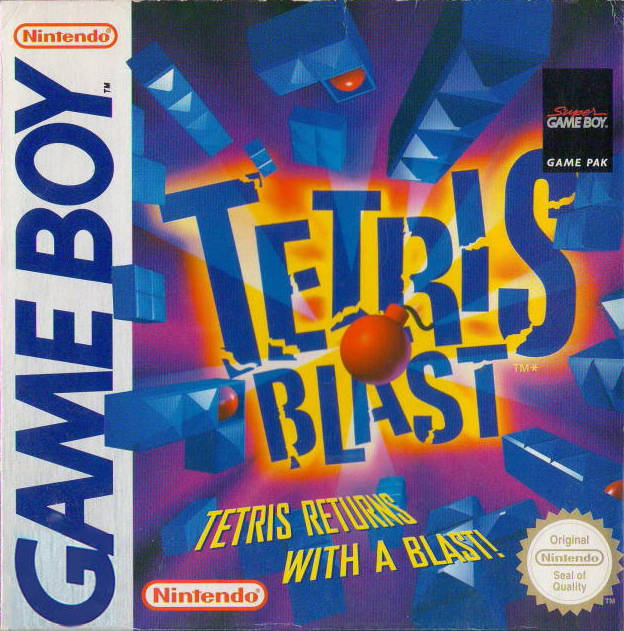 Nintendo®
GAME BOY™
Super
GAME BOY.
GAME PAK
TETRIS
BLAST
TM*
TETRIS RETURNS
WITH A BLAST!
Nintendo®
Original
Nintendo
Seal of
Quality
TM